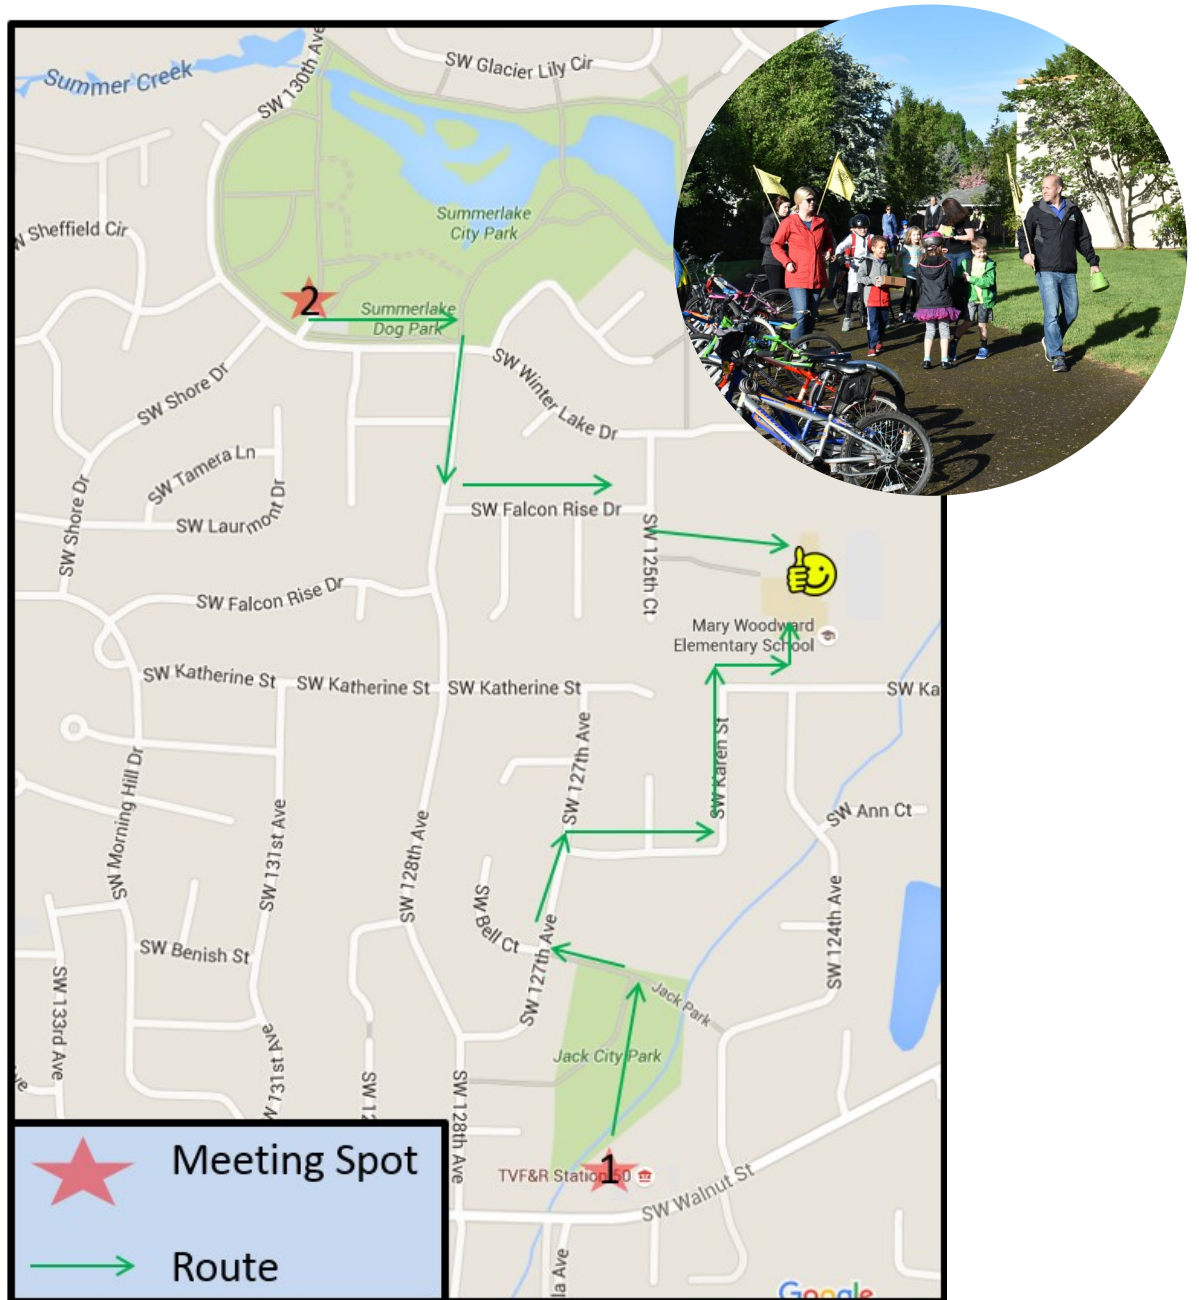 SW Glacier Lily Cir
Summer Creek
SW 130th Ave
Summerlake
City Park
Sheffield Cir
2
Summerlake
Dog Park
SW Winter Lake Dr
SW Shore Dr
SW Tamera Ln
SW Laurmont Dr
SW Shore Dr
SW Falcon Rise Dr
SW 125th Ct
SW Falcon Rise Dr
Mary Woodward
Elementary School
SW Katherine St
SW Katherine St
SW Katherine St
SW Ka
SW 127th Ave
SW Karen St
SW Morning Hill Dr
SW 131st Ave
SW 128th Ave
SW Ann Ct
SW Bell Ct
SW 127th Ave
SW 124th Ave
SW Benish St
SW 133rd Ave
Jack Park
Jack City Park
W 131st Ave
SW 12
SW 128th Ave
TVF&R Station 50
1
SW Walnut St
la Ave
Meeting Spot
Route
Google